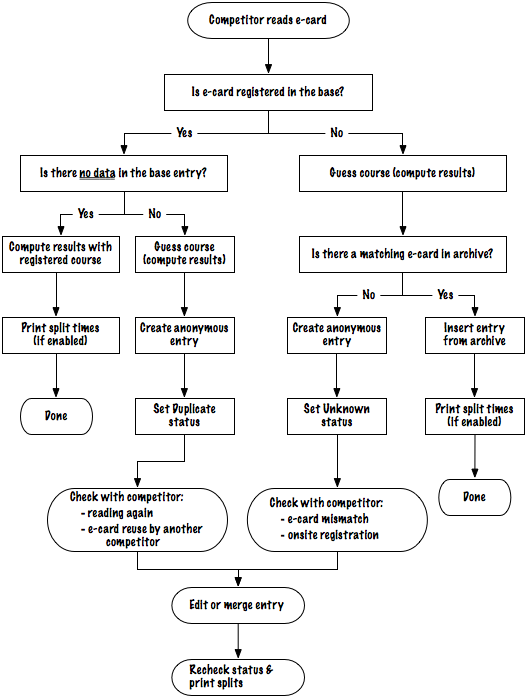 Competitor reads e-card
Is e-card registered in the base?
Yes
No
Is there no data in the base entry?
Guess course (compute results)
Yes
No
Compute results with
registered course
Guess course
(compute results)
Is there a matching e-card in archive?
No
Yes
Print split times
(if enabled)
Create anonymous
entry
Create anonymous
entry
Insert entry
from archive
Done
Set Duplicate
status
Set Unknown
status
Print split times
(if enabled)
Check with competitor:
- reading again
- e-card reuse by another
competitor
Check with competitor:
- e-card mismatch
- onsite registration
Done
Edit or merge entry
Recheck status &
print splits